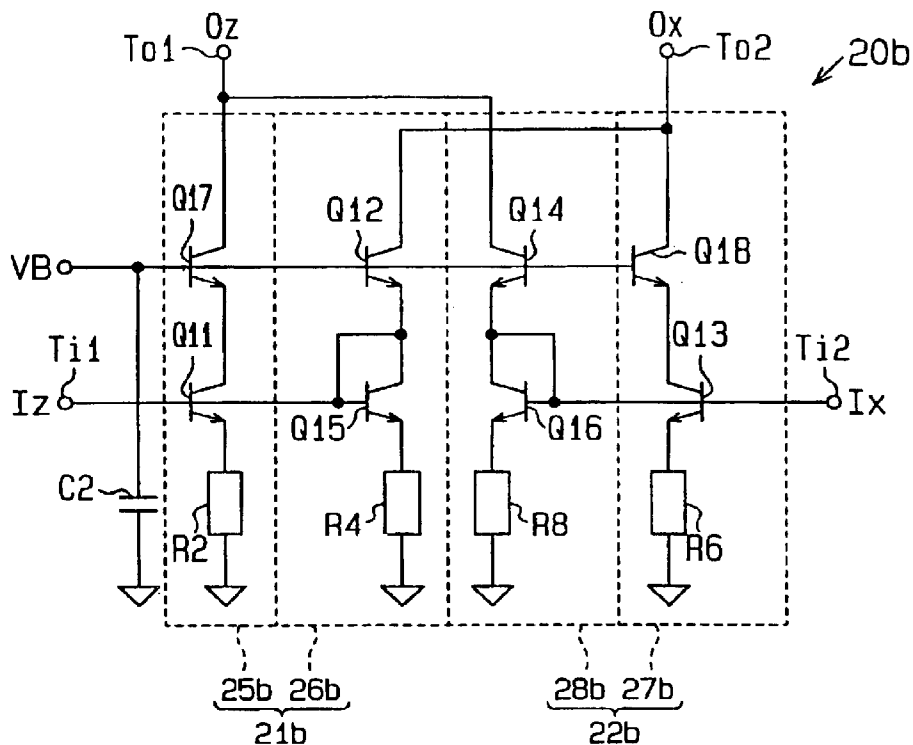 Oz Ox
To1 To2
20b
Q17 Q12 Q14 Q18
VB
Ti1 Q11 Q13 Ti2
Iz Q15 Q16 Ix
C2
R2 R4 R8 R6
25b 26b 28b 27b
21b 22b